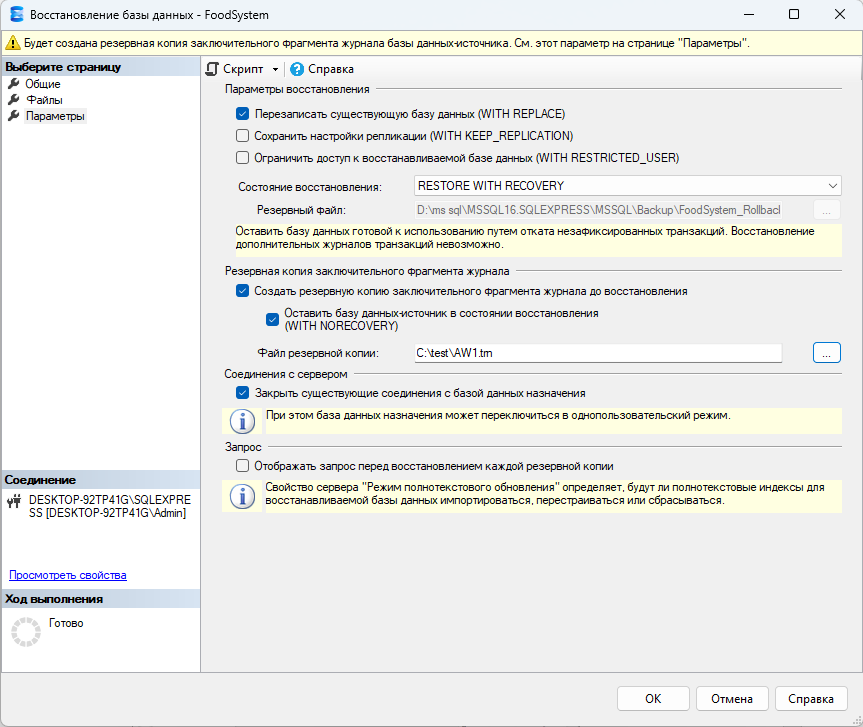 Восстановление базы данных - FoodSystem
Будет создана резервная копия заключительного фрагмента журнала базы данных-источника. См. этот параметр на странице "Параметры".
Выберите страницу
Общие
Файлы
Параметры
Скрипт
Справка
Параметры восстановления
Перезаписать существующую базу данных (WITH REPLACE)
Сохранить настройки репликации (WITH KEEP_REPLICATION)
Ограничить доступ к восстанавливаемой базе данных (WITH RESTRICTED_USER)
Состояние восстановления:
RESTORE WITH RECOVERY
Резервный файл:
D:\ms sql\MSSQL16.SQLEXPRESS\MSSQL\Backup\FoodSystem_Rollbacl
...
Оставить базу данных готовой к использованию путем отката незафиксированных транзакций. Восстановление
дополнительных журналов транзакций невозможно.
Резервная копия заключительного фрагмента журнала
Создать резервную копию заключительного фрагмента журнала до восстановления
Оставить базу данных-источник в состоянии восстановления
(WITH NORECOVERY)
Файл резервной копии:
C:\test\AW1.trn
...
Соединения с сервером
Закрыть существующие соединения с базой данных назначения
При этом база данных назначения может переключиться в однопользовательский режим.
Запрос
Отображать запрос перед восстановлением каждой резервной копии
Свойство сервера "Режим полнотекстового обновления" определяет, будут ли полнотекстовые индексы для
восстанавливаемой базы данных импортироваться, перестраиваться или сбрасываться.
Соединение
DESKTOP-92TP41G\SQLEXPRE
SS [DESKTOP-92TP41G\Admin]
Просмотреть свойства
Ход выполнения
Готово
OK
Отмена
Справка